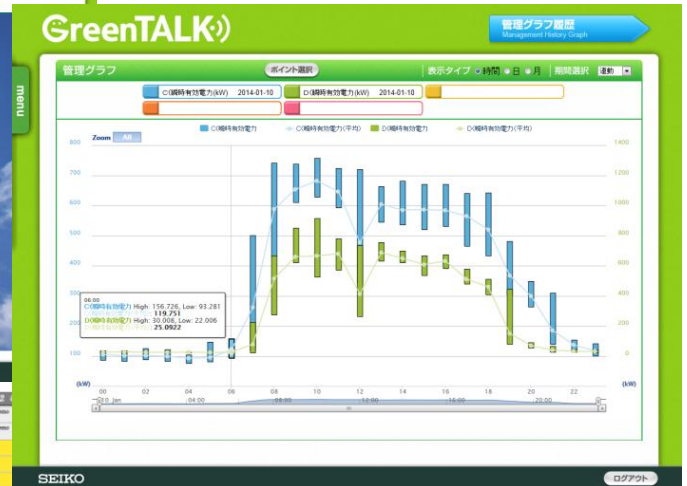 GreenTALK
管理グラフ履歴
Management History Graph
menu
管理グラフ
ポイント選択
表示タイプ 時間 日 月 期間選択 連動
C(瞬時有効電力(kW) 2014-01-10
D(瞬時有効電力(kW) 2014-01-10
C(瞬時有効電力 C(瞬時有効電力(平均) D(瞬時有効電力 D(瞬時有効電力(平均)
Zoom All
800 1400
700 1200
600 1000
500 800
400 600
300 400
200 200
100 0
06:00
C(瞬時有効電力 High: 156.726, Low: 93.281
119.751
D(瞬時有効電力 High: 30.008, Low: 22.006
25.0922
(kW) (kW)
00 02 04 06 08 10 12 14 16 18 20 22
10. Jan 04:00 08:00 12:00 16:00 20:00
SEIKO
ログアウト